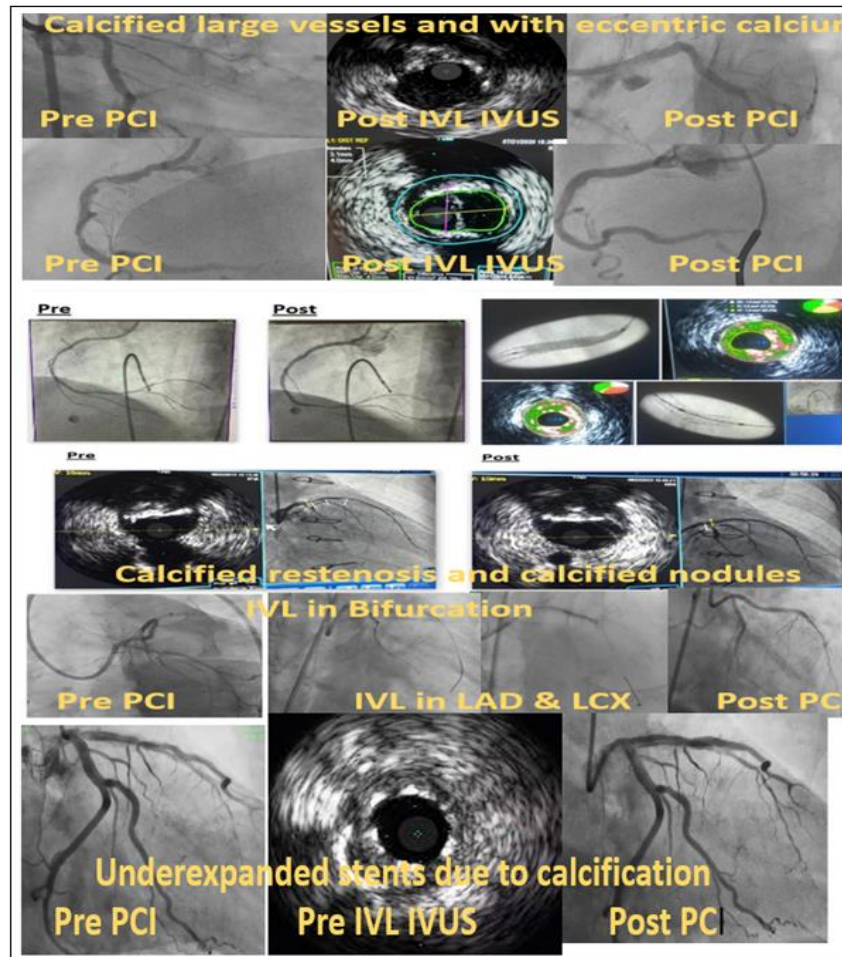 Calcified large vessels and with eccentric calcium
Pre PCI
Post IVL IVUS
Post PCI
Pre PCI
Post IVL IVUS
Post PCI
Pre
Post
Pre
Post
Calcified restenosis and calcified nodules
IVL in Bifurcation
Pre PCI
IVL in LAD & LCX
Post PC
Underexpanded stents due to calcification
Pre PCI
Pre IVL IVUS
Post PCI